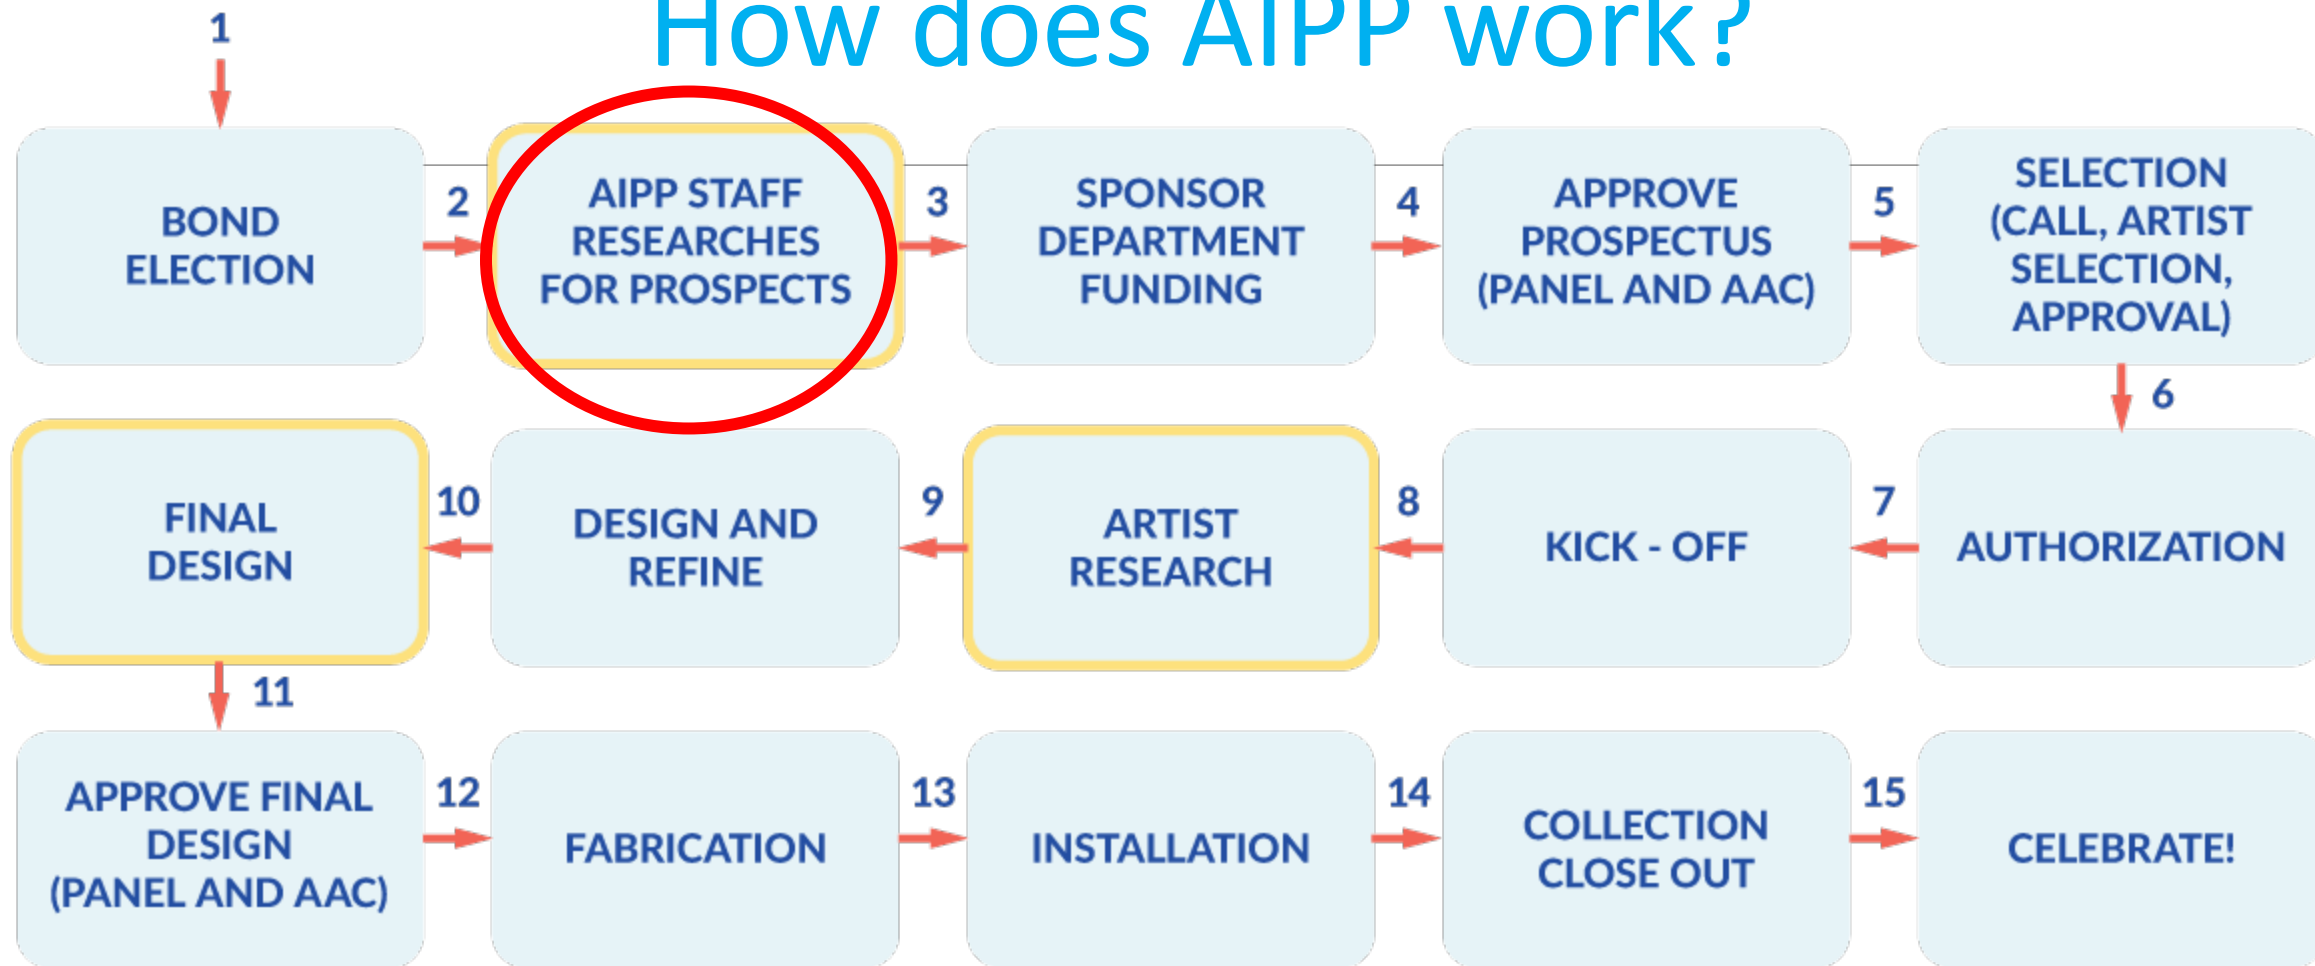 How does AIPP work?
1
BOND
ELECTION
2
AIPP STAFF
RESEARCHES
FOR PROSPECTS
3
SPONSOR
DEPARTMENT
FUNDING
4
APPROVE
PROSPECTUS
(PANEL AND AAC)
5
SELECTION
(CALL, ARTIST
SELECTION,
APPROVAL)
6
AUTHORIZATION
7
KICK - OFF
8
ARTIST
RESEARCH
9
DESIGN AND
REFINE
10
FINAL
DESIGN
11
APPROVE FINAL
DESIGN
(PANEL AND AAC)
12
FABRICATION
13
INSTALLATION
14
COLLECTION
CLOSE OUT
15
CELEBRATE!